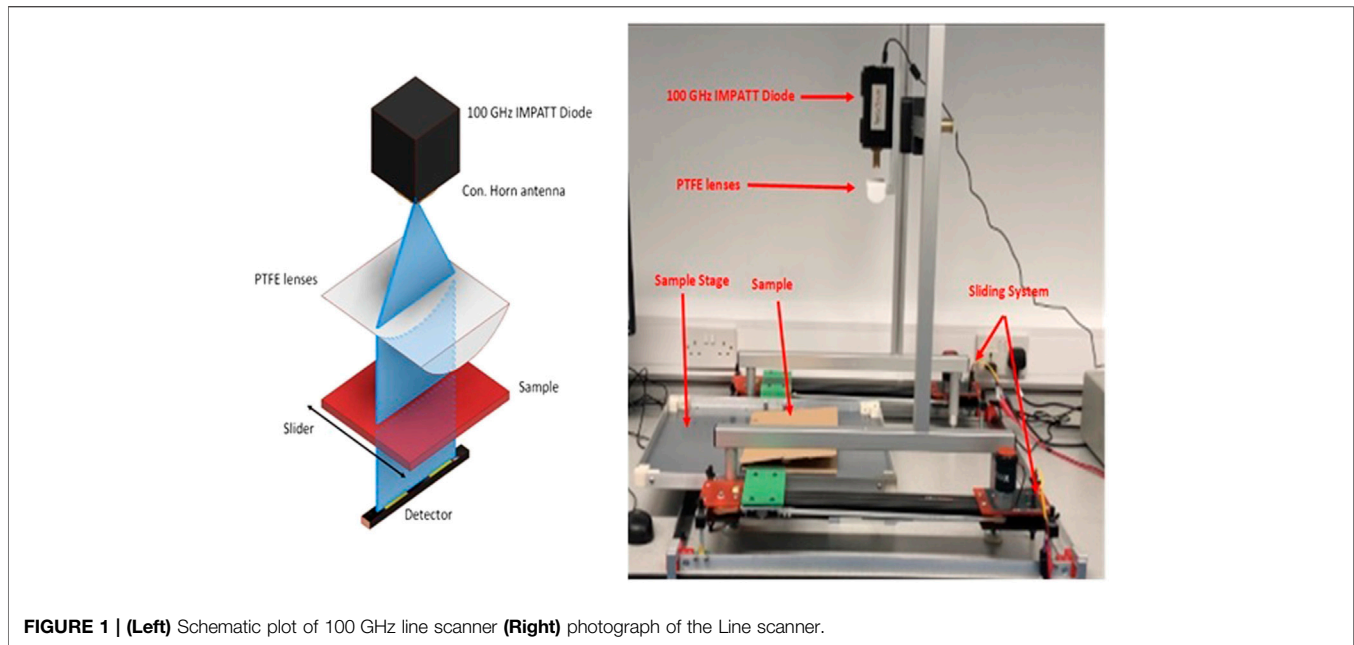 100 GHz IMPATT Diode
Con. Horn antenna
PTFE lenses
Sample
Slider
Detector
100 GHz IMPATT Diode
PTFE lenses
Sample Stage
Sample
Sliding System
FIGURE 1 | (Left) Schematic plot of 100 GHz line scanner (Right) photograph of the Line scanner.